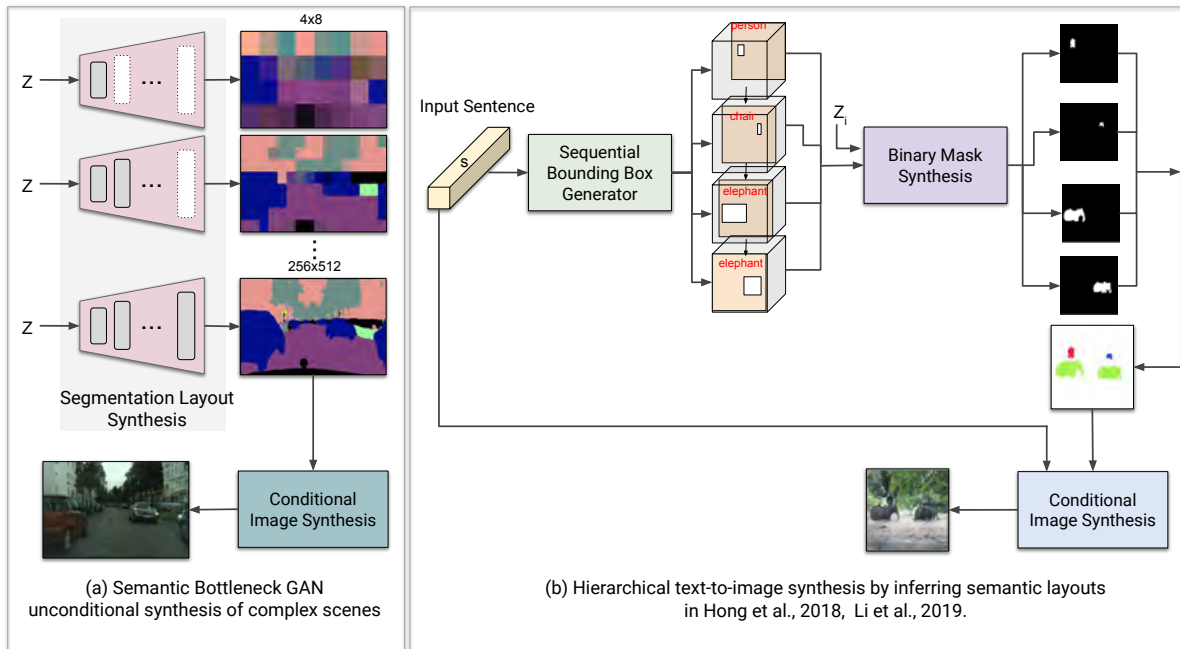 4x8
Z
...
Z
...
256x512
Z
...
Segmentation Layout
Synthesis
Conditional
Image Synthesis
(a) Semantic Bottleneck GAN
unconditional synthesis of complex scenes
Input Sentence
s
Sequential
Bounding Box
Generator
person
chair
elephant
elephant
Zi
Binary Mask
Synthesis
Conditional
Image Synthesis
(b) Hierarchical text-to-image synthesis by inferring semantic layouts
in Hong et al., 2018, Li et al., 2019.